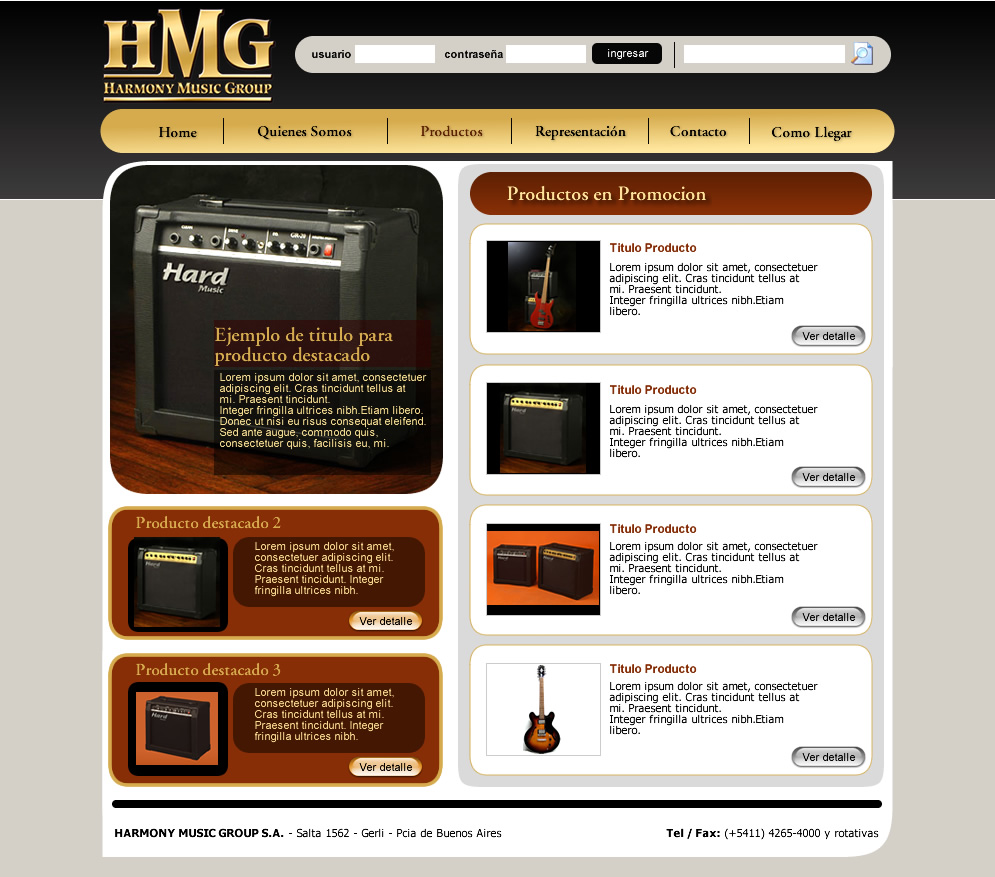 HMG
HARMONY MUSIC GROUP
usuario
contraseña
ingresar
Home
Quienes Somos
Productos
Representación
Contacto
Como Llegar
GR-20
Hard
Music
Ejemplo de titulo para
producto destacado
Lorem ipsum dolor sit amet, consectetuer
adipiscing elit. Cras tincidunt tellus at
mi. Praesent tincidunt.
Integer fringilla ultrices nibh.Etiam libero.
Donec ut nisi eu risus consequat eleifend.
Sed ante augue, commodo quis,
consectetuer quis, facilisis eu, mi.
Producto destacado 2
Hard
Lorem ipsum dolor sit amet,
consectetuer adipiscing elit.
Cras tincidunt tellus at mi.
Praesent tincidunt. Integer
fringilla ultrices nibh.
Ver detalle
Producto destacado 3
Hard
Lorem ipsum dolor sit amet,
consectetuer adipiscing elit.
Cras tincidunt tellus at mi.
Praesent tincidunt. Integer
fringilla ultrices nibh.
Ver detalle
Productos en Promocion
Titulo Producto
Lorem ipsum dolor sit amet, consectetuer
adipiscing elit. Cras tincidunt tellus at
mi. Praesent tincidunt.
Integer fringilla ultrices nibh.Etiam
libero.
Ver detalle
Hard
Titulo Producto
Lorem ipsum dolor sit amet, consectetuer
adipiscing elit. Cras tincidunt tellus at
mi. Praesent tincidunt.
Integer fringilla ultrices nibh.Etiam
libero.
Ver detalle
Titulo Producto
Lorem ipsum dolor sit amet, consectetuer
adipiscing elit. Cras tincidunt tellus at
mi. Praesent tincidunt.
Integer fringilla ultrices nibh.Etiam
libero.
Ver detalle
Titulo Producto
Lorem ipsum dolor sit amet, consectetuer
adipiscing elit. Cras tincidunt tellus at
mi. Praesent tincidunt.
Integer fringilla ultrices nibh.Etiam
libero.
Ver detalle
HARMONY MUSIC GROUP S.A. - Salta 1562 - Gerli - Pcia de Buenos Aires
Tel / Fax: (+5411) 4265-4000 y rotativas